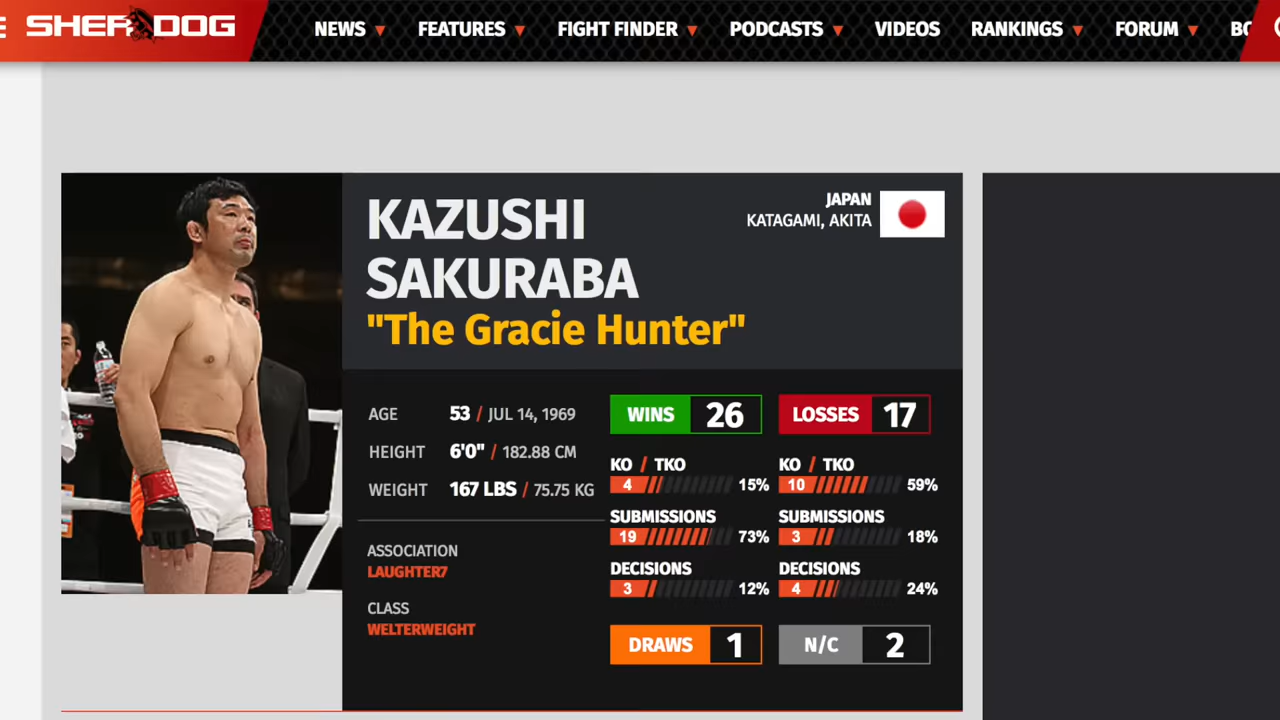 SHERDOG
NEWS FEATURES FIGHT FINDER PODCASTS VIDEOS RANKINGS FORUM
KAZUSHI
SAKURABA
"The Gracie Hunter"
JAPAN
KATAGAMI, AKITA
AGE 53 / JUL 14, 1969
HEIGHT 6'0" / 182.88 CM
WEIGHT 167 LBS / 75.75 KG
ASSOCIATION
LAUGHTER7
CLASS
WELTERWEIGHT
WINS 26
KO / TKO
4 15%
SUBMISSIONS
19 73%
DECISIONS
3 12%
LOSSES 17
KO / TKO
10 59%
SUBMISSIONS
3 18%
DECISIONS
4 24%
DRAWS 1
N/C 2